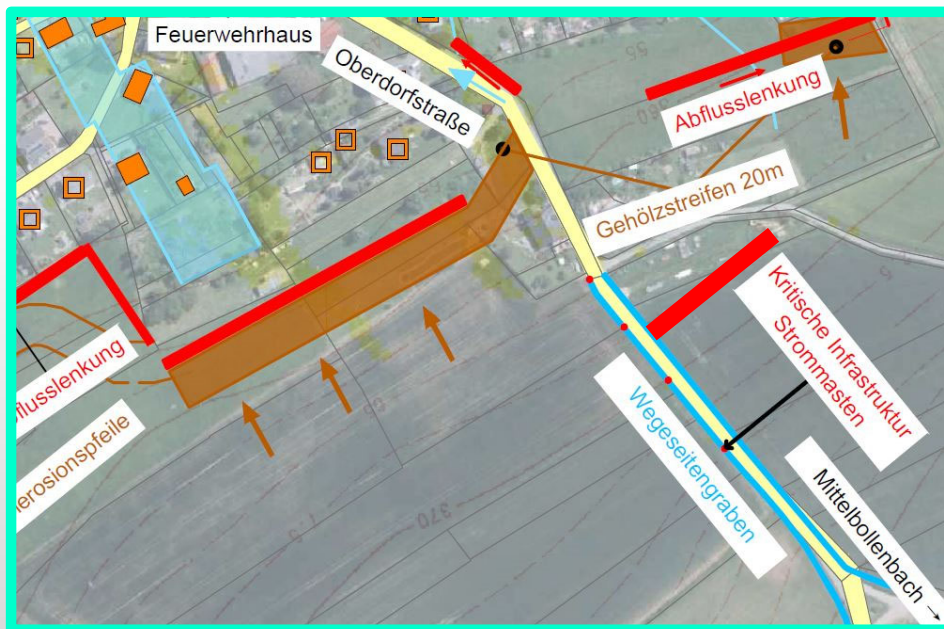 Feuerwehrhaus
Oberdorfstraße
Abflusslenkung
Gehölzstreifen 20m
Kritische Infrastruktur
Strommasten
flusslenkung
erosionspfeile
Wegeseitengraben
Mittelbollenbach →
370